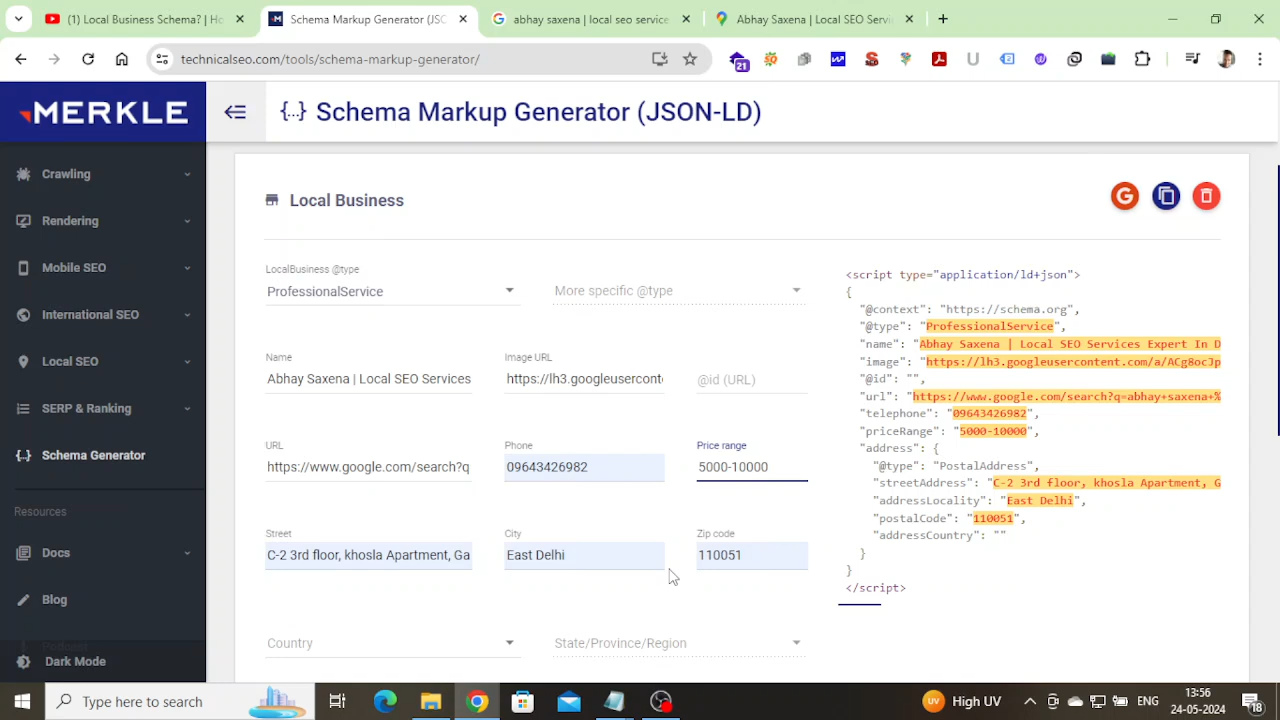 (1) Local Business Schema? | Ho
Schema Markup Generator (JSC
abhay saxena | local seo service
Abhay Saxena | Local SEO Servi
technicalseo.com/tools/schema-markup-generator/
21
MERKLE
{...} Schema Markup Generator (JSON-LD)
Crawling
Rendering
Mobile SEO
International SEO
Local SEO
SERP & Ranking
Schema Generator
Resources
Docs
Blog
Podcast
Dark Mode
Local Business
LocalBusiness @type
ProfessionalService
More specific @type
Name
Image URL
Abhay Saxena | Local SEO Services
https://lh3.googleusercont
@id (URL)
URL
Phone
Price range
https://www.google.com/search?q
09643426982
5000-10000
Street
City
Zip code
C-2 3rd floor, khosla Apartment, Ga
East Delhi
110051
Country
State/Province/Region
<script type="application/ld+json">
{
"@context": "https://schema.org",
"@type": "ProfessionalService",
"name": "Abhay Saxena | Local SEO Services Expert In D
"image": "https://lh3.googleusercontent.com/a/ACg8ocJp
"@id": "",
"url": "https://www.google.com/search?q=abhay+saxena+%
"telephone": "09643426982",
"priceRange": "5000-10000",
"address": {
"@type": "PostalAddress",
"streetAddress": "C-2 3rd floor, khosla Apartment, G
"addressLocality": "East Delhi",
"postalCode": "110051",
"addressCountry": ""
}
}
</script>
Type here to search
High UV
ENG
13:56
24-05-2024
18